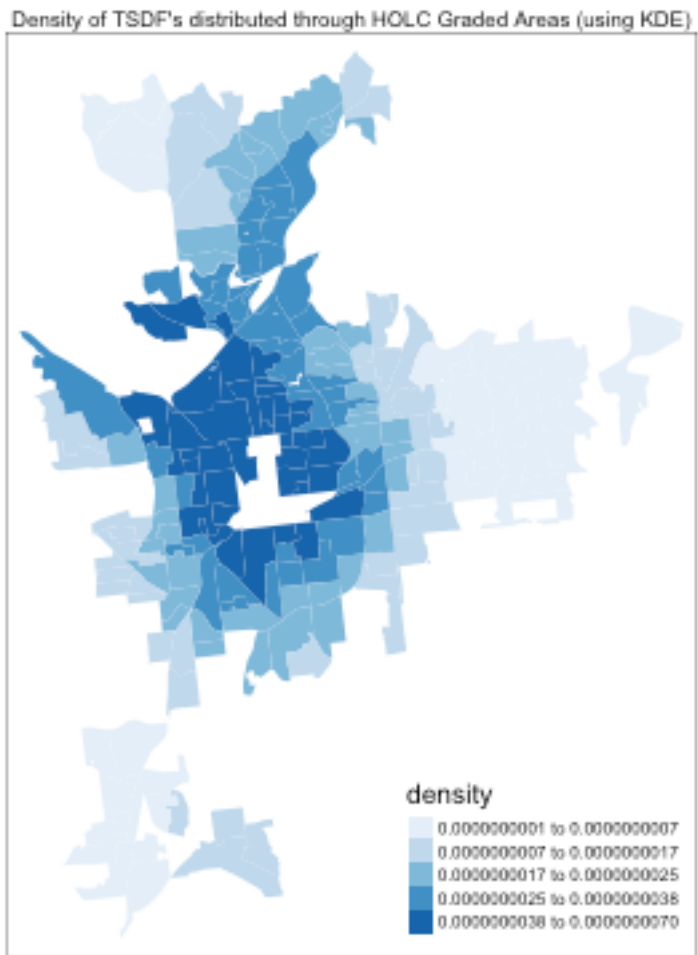 Density of TSDF's distributed through HOLC Graded Areas (using KDE)
density
0.0000000001 to 0.0000000007
0.0000000007 to 0.0000000017
0.0000000017 to 0.0000000025
0.0000000025 to 0.0000000038
0.0000000038 to 0.0000000070